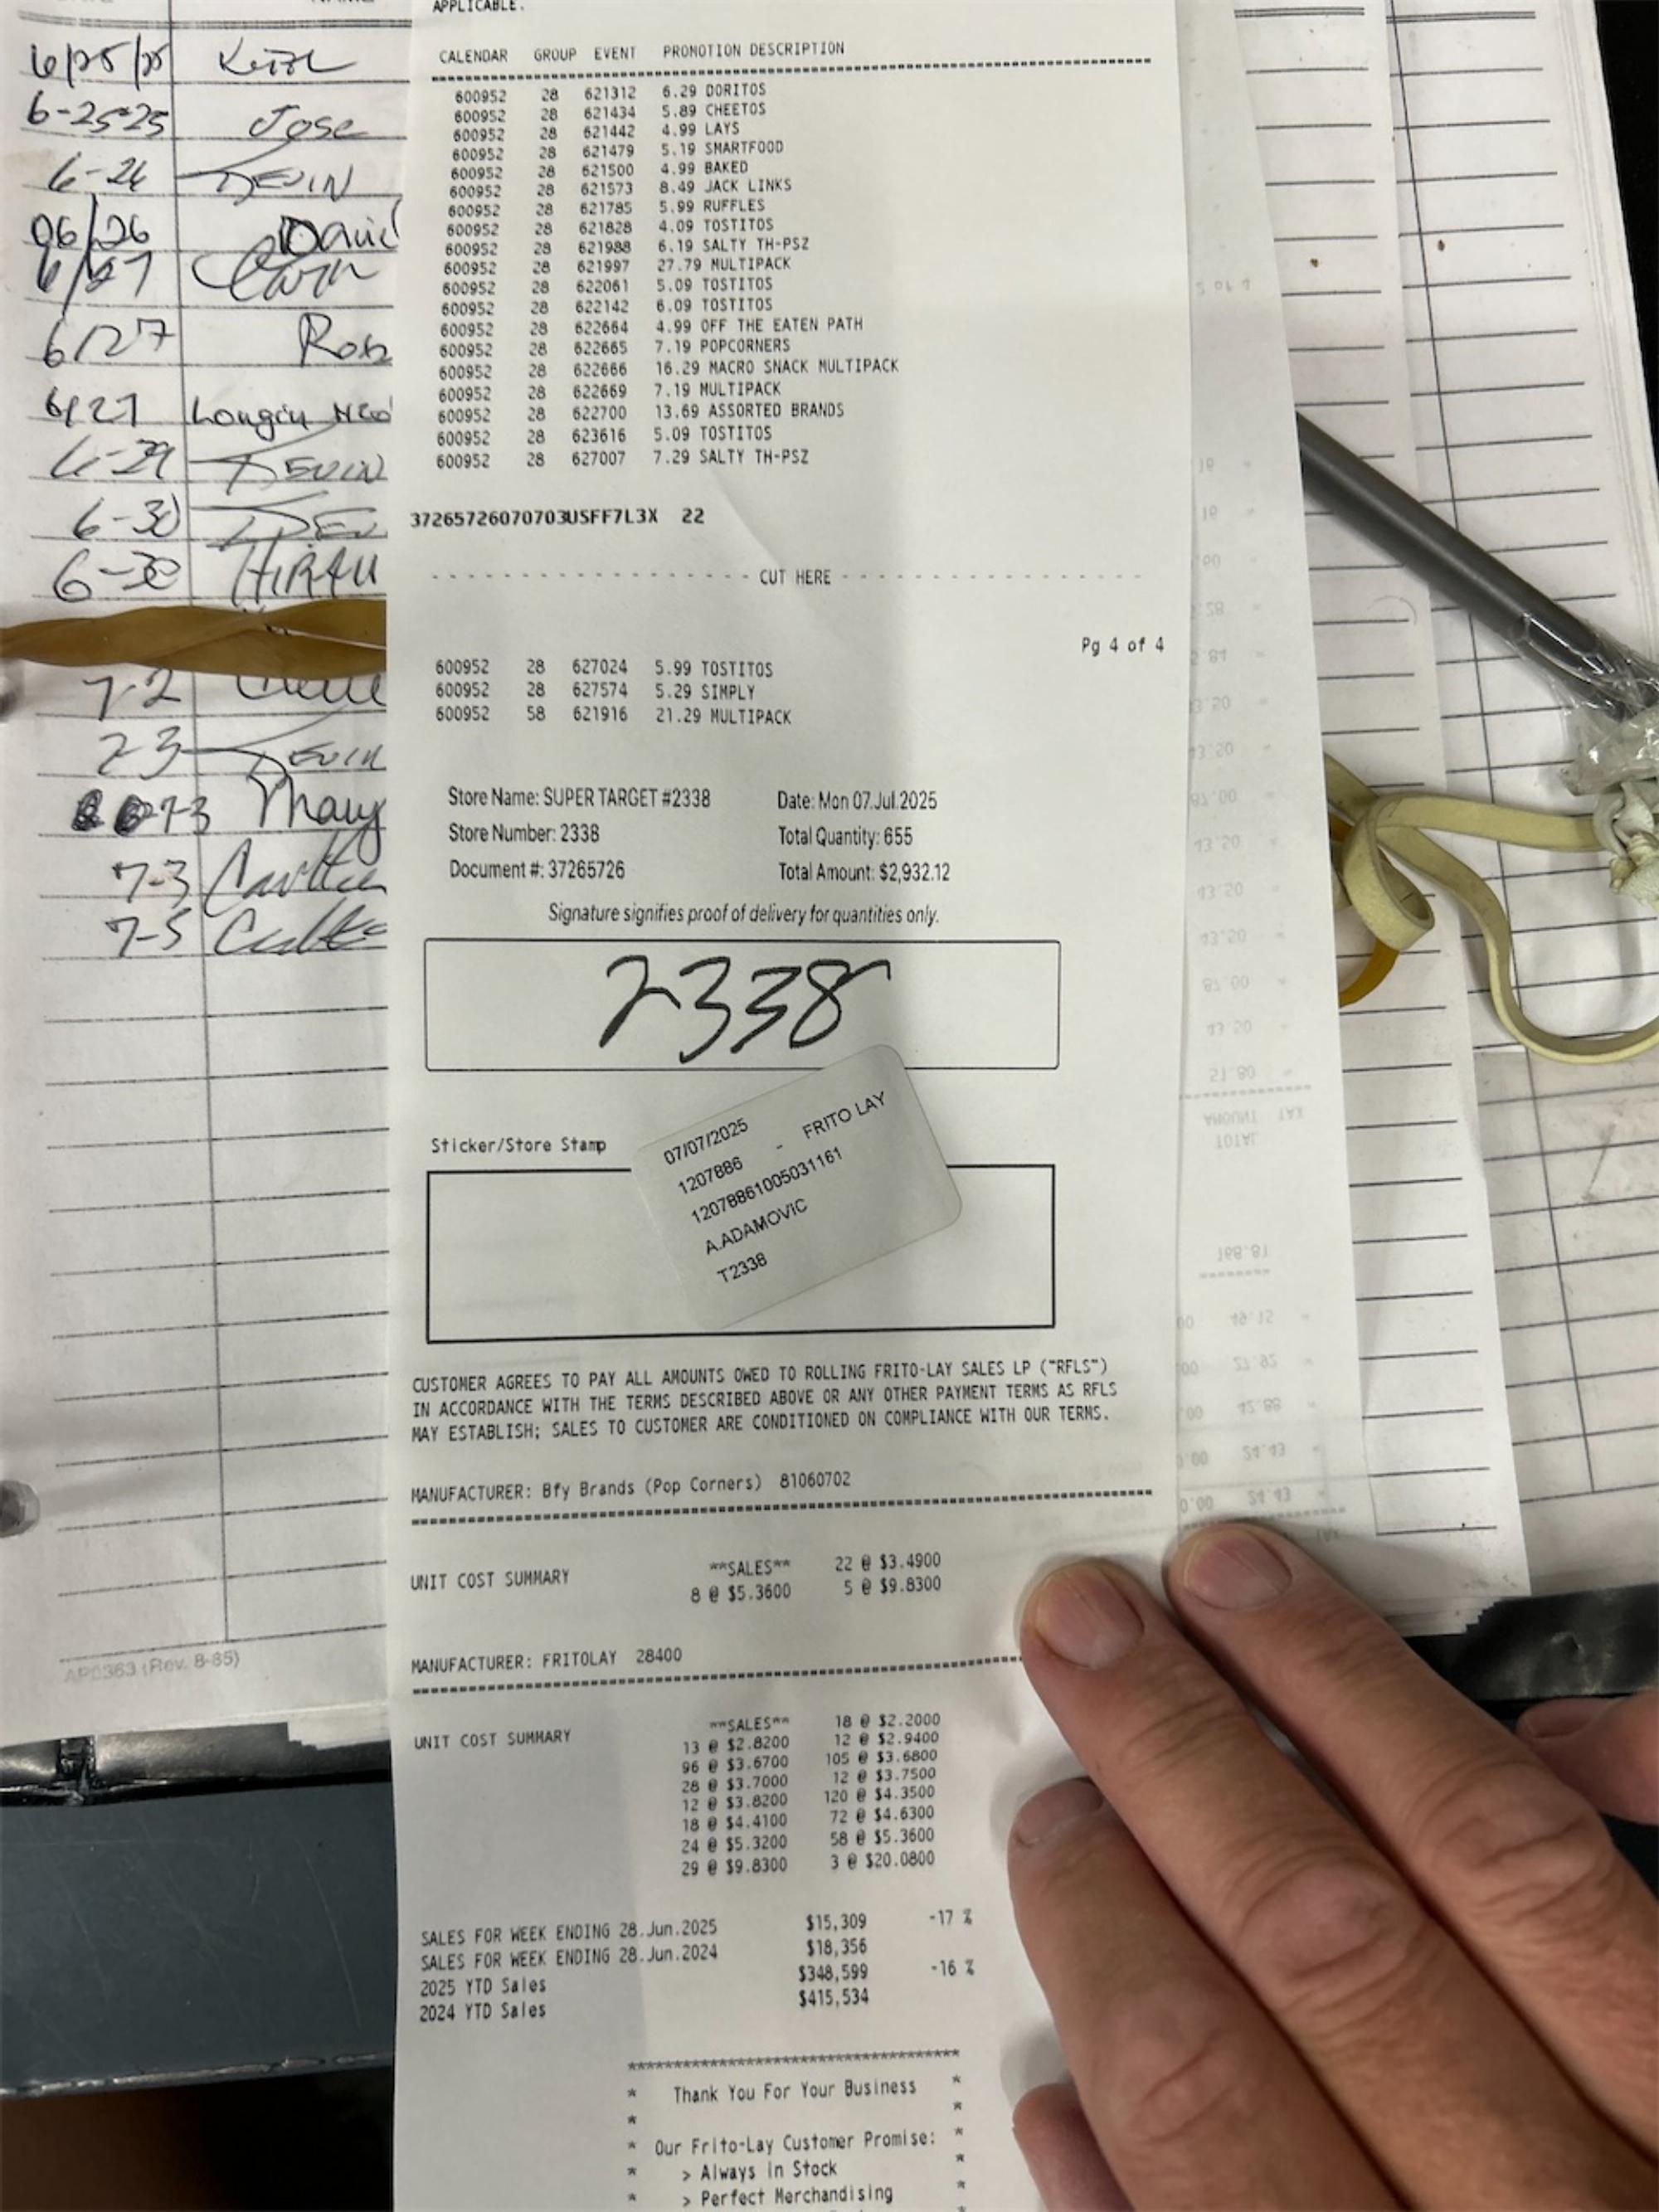 APPLICABLE.
CALENDAR GROUP EVENT PROMOTION DESCRIPTION
600952 28 621312 6.29 DORITOS
600952 28 621434 5.89 CHEETOS
600952 28 621442 4.99 LAYS
600952 28 621479 5.19 SMARTFOOD
600952 28 621500 4.99 BAKED
600952 28 621573 8.49 JACK LINKS
600952 28 621785 5.99 RUFFLES
600952 28 621828 4.09 TOSTITOS
600952 28 621988 6.19 SALTY TH-PSZ
600952 28 621997 27.79 MULTIPACK
600952 28 622061 5.09 TOSTITOS
600952 28 622142 6.09 TOSTITOS
600952 28 622664 4.99 OFF THE EATEN PATH
600952 28 622665 7.19 POPCORNERS
600952 28 622666 16.29 MACRO SNACK MULTIPACK
600952 28 622669 7.19 MULTIPACK
600952 28 622700 13.69 ASSORTED BRANDS
600952 28 623616 5.09 TOSTITOS
600952 28 627007 7.29 SALTY TH-PSZ
37265726070703USFF7L3X 22
CUT HERE
Pg 4 of 4
600952 28 627024 5.99 TOSTITOS
600952 28 627574 5.29 SIMPLY
600952 58 621916 21.29 MULTIPACK
Store Name: SUPER TARGET #2338 Date: Mon 07.Jul.2025
Store Number: 2338 Total Quantity: 655
Document #: 37265726 Total Amount: $2,932.12
Signature signifies proof of delivery for quantities only.
2338
Sticker/Store Stamp
07/07/2025
1207886 - FRITO LAY
12078861005031161
A.ADAMOVIC
T2338
CUSTOMER AGREES TO PAY ALL AMOUNTS OWED TO ROLLING FRITO-LAY SALES LP ("RFLS")
IN ACCORDANCE WITH THE TERMS DESCRIBED ABOVE OR ANY OTHER PAYMENT TERMS AS RFLS
MAY ESTABLISH; SALES TO CUSTOMER ARE CONDITIONED ON COMPLIANCE WITH OUR TERMS.
MANUFACTURER: Bfy Brands (Pop Corners) 81060702
UNIT COST SUMMARY **SALES** 22 @ $3.4900
8 @ $5.3600 5 @ $9.8300
MANUFACTURER: FRITOLAY 28400
UNIT COST SUMMARY **SALES** 18 @ $2.2000
13 @ $2.8200 12 @ $2.9400
96 @ $3.6700 105 @ $3.6800
28 @ $3.7000 12 @ $3.7500
12 @ $3.8200 120 @ $4.3500
18 @ $4.4100 72 @ $4.6300
24 @ $5.3200 58 @ $5.3600
29 @ $9.8300 3 @ $20.0800
SALES FOR WEEK ENDING 28.Jun.2025 $15,309 -17 %
SALES FOR WEEK ENDING 28.Jun.2024 $18,356
2025 YTD Sales $348,599 -16 %
2024 YTD Sales $415,534
Thank You For Your Business
Our Frito-Lay Customer Promise:
> Always in Stock
> Perfect Merchandising
6/25/25
6-25-25 Jose
6-26 KEVIN
06/26 David
6/27
6/27 Rob
6/27
6-29 KEVIN
6-30
6-30
7-2
7-3 Mary
7-3
7-5
AP0363 (Rev. 8-85)